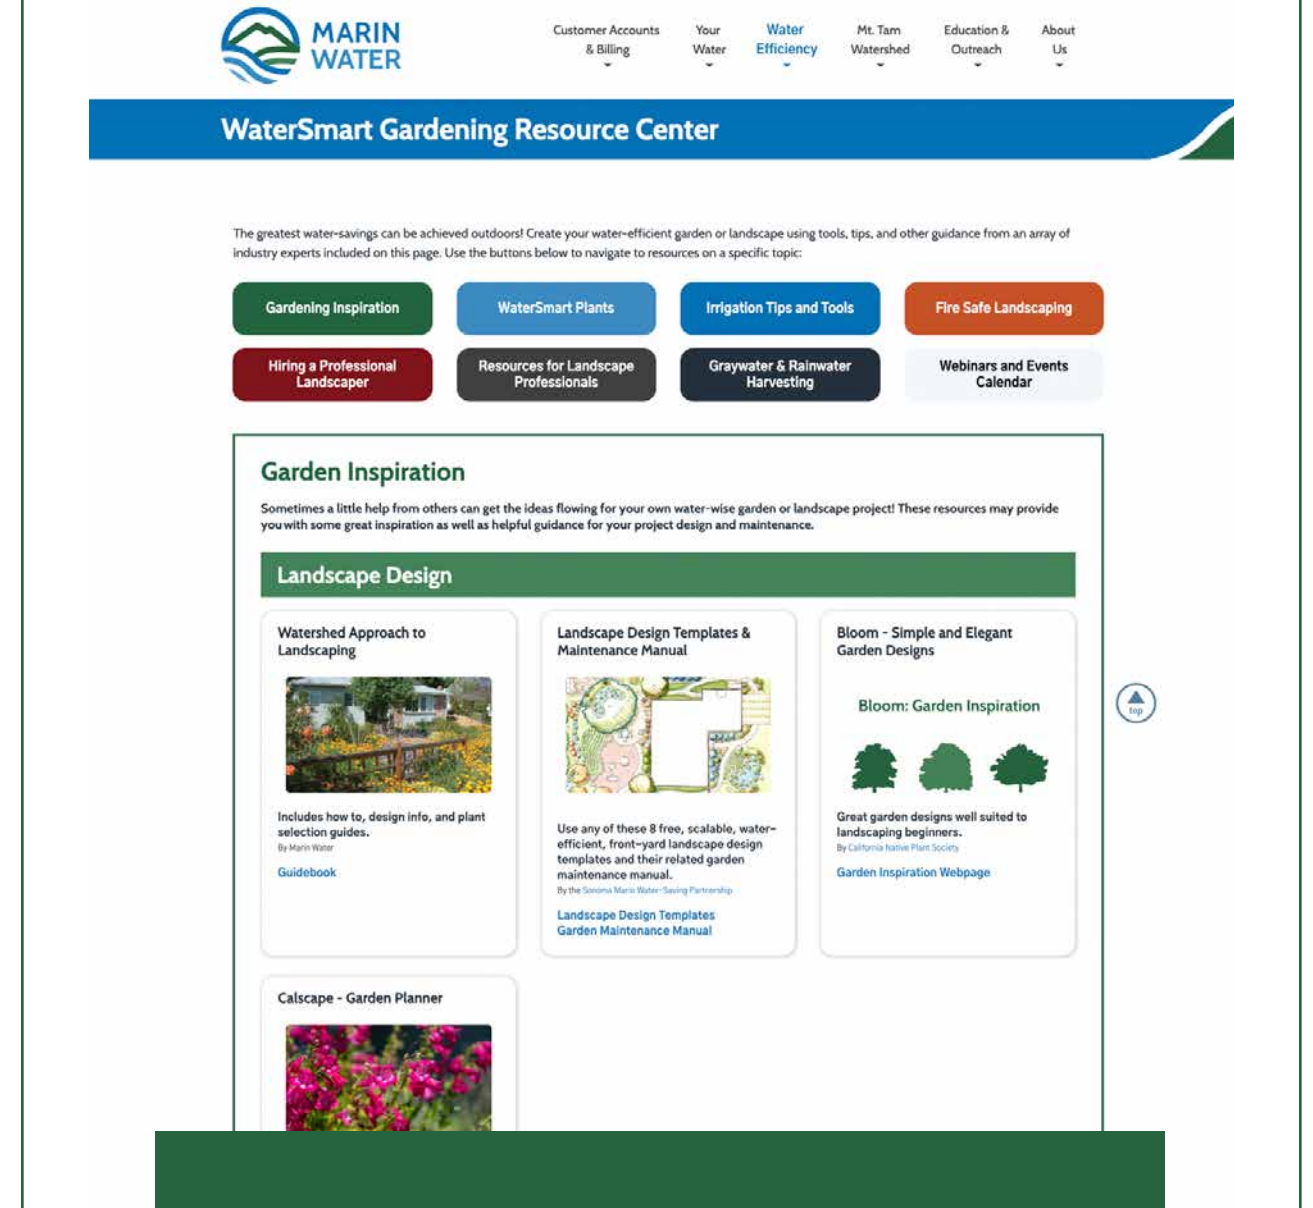 MARIN
WATER
Customer Accounts
& Billing
Your
Water
Water
Efficiency
Mt. Tam
Watershed
Education &
Outreach
About
Us
WaterSmart Gardening Resource Center
The greatest water-savings can be achieved outdoors! Create your water-efficient garden or landscape using tools, tips, and other guidance from an array of
industry experts included on this page. Use the buttons below to navigate to resources on a specific topic:
Gardening Inspiration
WaterSmart Plants
Irrigation Tips and Tools
Fire Safe Landscaping
Hiring a Professional
Landscaper
Resources for Landscape
Professionals
Graywater & Rainwater
Harvesting
Webinars and Events
Calendar
Garden Inspiration
Sometimes a little help from others can get the ideas flowing for your own water-wise garden or landscape project! These resources may provide
you with some great inspiration as well as helpful guidance for your project design and maintenance.
Landscape Design
Watershed Approach to
Landscaping
Includes how to, design info, and plant
selection guides.
By Marin Water
Guidebook
Landscape Design Templates &
Maintenance Manual
Use any of these 8 free, scalable, water-
efficient, front-yard landscape design
templates and their related garden
maintenance manual.
By the Sonoma Marin Water-Saving Partnership
Landscape Design Templates
Garden Maintenance Manual
Bloom - Simple and Elegant
Garden Designs
Bloom: Garden Inspiration
Great garden designs well suited to
landscaping beginners.
By California Native Plant Society
Garden Inspiration Webpage
top
Calscape - Garden Planner